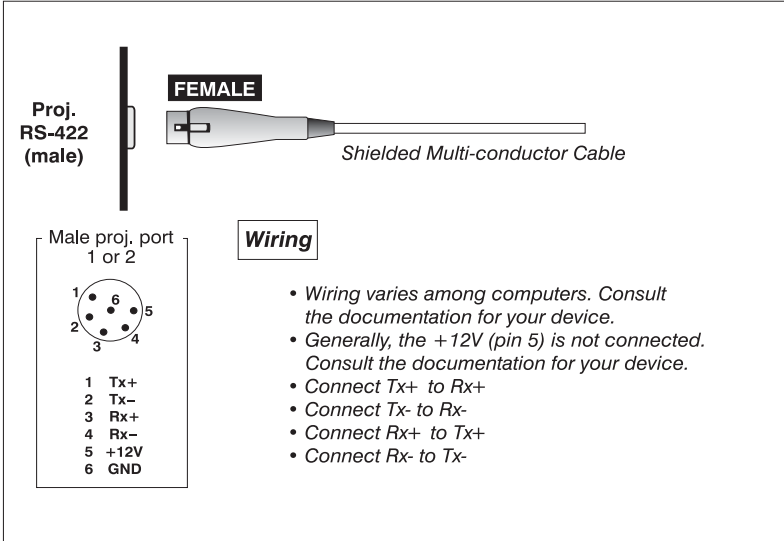 FEMALE
Proj.
RS-422
(male)
Shielded Multi-conductor Cable
Male proj. port
1 or 2
1
6
5
2
4
3
1 Tx+
2 Tx–
3 Rx+
4 Rx–
5 +12V
6 GND
Wiring
• Wiring varies among computers. Consult
the documentation for your device.
• Generally, the +12V (pin 5) is not connected.
Consult the documentation for your device.
• Connect Tx+ to Rx+
• Connect Tx- to Rx-
• Connect Rx+ to Tx+
• Connect Rx- to Tx-